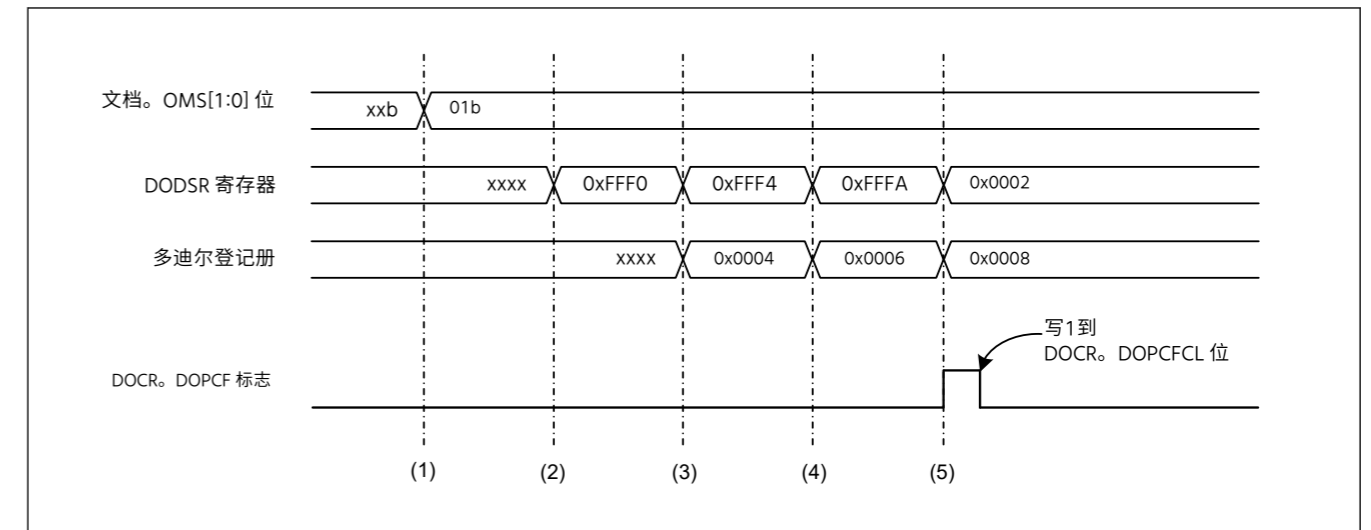 文档。OMS[1:0] 位
xxb
01b
DODSR 寄存器
xxxx
0xFFF0
0xFFF4
0xFFFA
0x0002
多迪尔登记册
xxxx
0x0004
0x0006
0x0008
写1到
DOCR。DOPCFCL 位
DOCR。DOPCF 标志
(1)
(2)
(3)
(4)
(5)